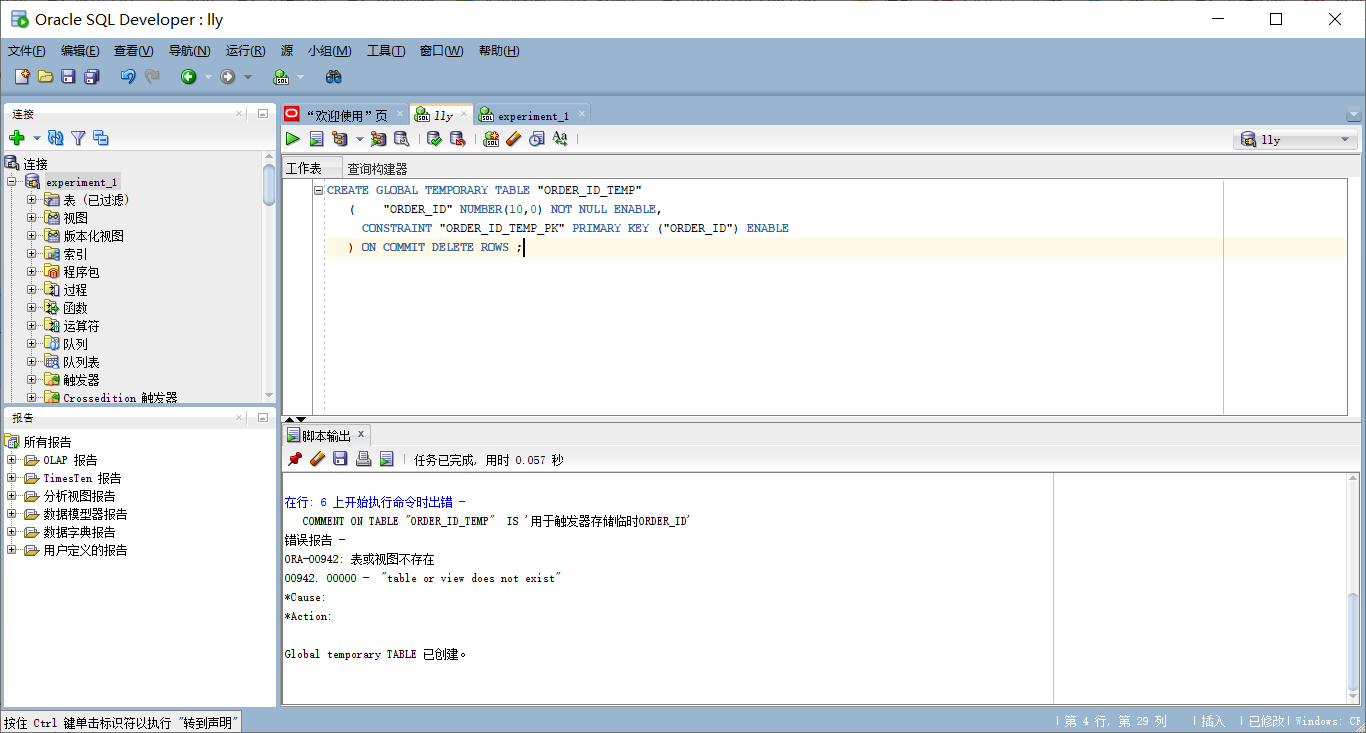 Oracle SQL Developer : lly
文件(F) 编辑(E) 查看(V) 导航(N) 运行(R) 源 小组(M) 工具(T) 窗口(W) 帮助(H)
连接
连接
experiment_1
表 (已过滤)
视图
版本化视图
索引
程序包
过程
函数
运算符
队列
队列表
触发器
Crossedition 触发器
报告
所有报告
OLAP 报告
TimesTen 报告
分析视图报告
数据模型器报告
数据字典报告
用户定义的报告
“欢迎使用”页 lly experiment_1
SQL
lly
工作表 查询构建器
CREATE GLOBAL TEMPORARY TABLE "ORDER_ID_TEMP"
( "ORDER_ID" NUMBER(10,0) NOT NULL ENABLE,
CONSTRAINT "ORDER_ID_TEMP_PK" PRIMARY KEY ("ORDER_ID") ENABLE
) ON COMMIT DELETE ROWS ;
脚本输出
任务已完成, 用时 0.057 秒
在行: 6 上开始执行命令时出错 -
COMMENT ON TABLE "ORDER_ID_TEMP" IS '用于触发器存储临时ORDER_ID'
错误报告 -
ORA-00942: 表或视图不存在
00942. 00000 - "table or view does not exist"
*Cause:
*Action:
Global temporary TABLE 已创建。
按住 Ctrl 键单击标识符以执行 "转到声明"
第 4 行, 第 29 列 插入 已修改 Windows: CR